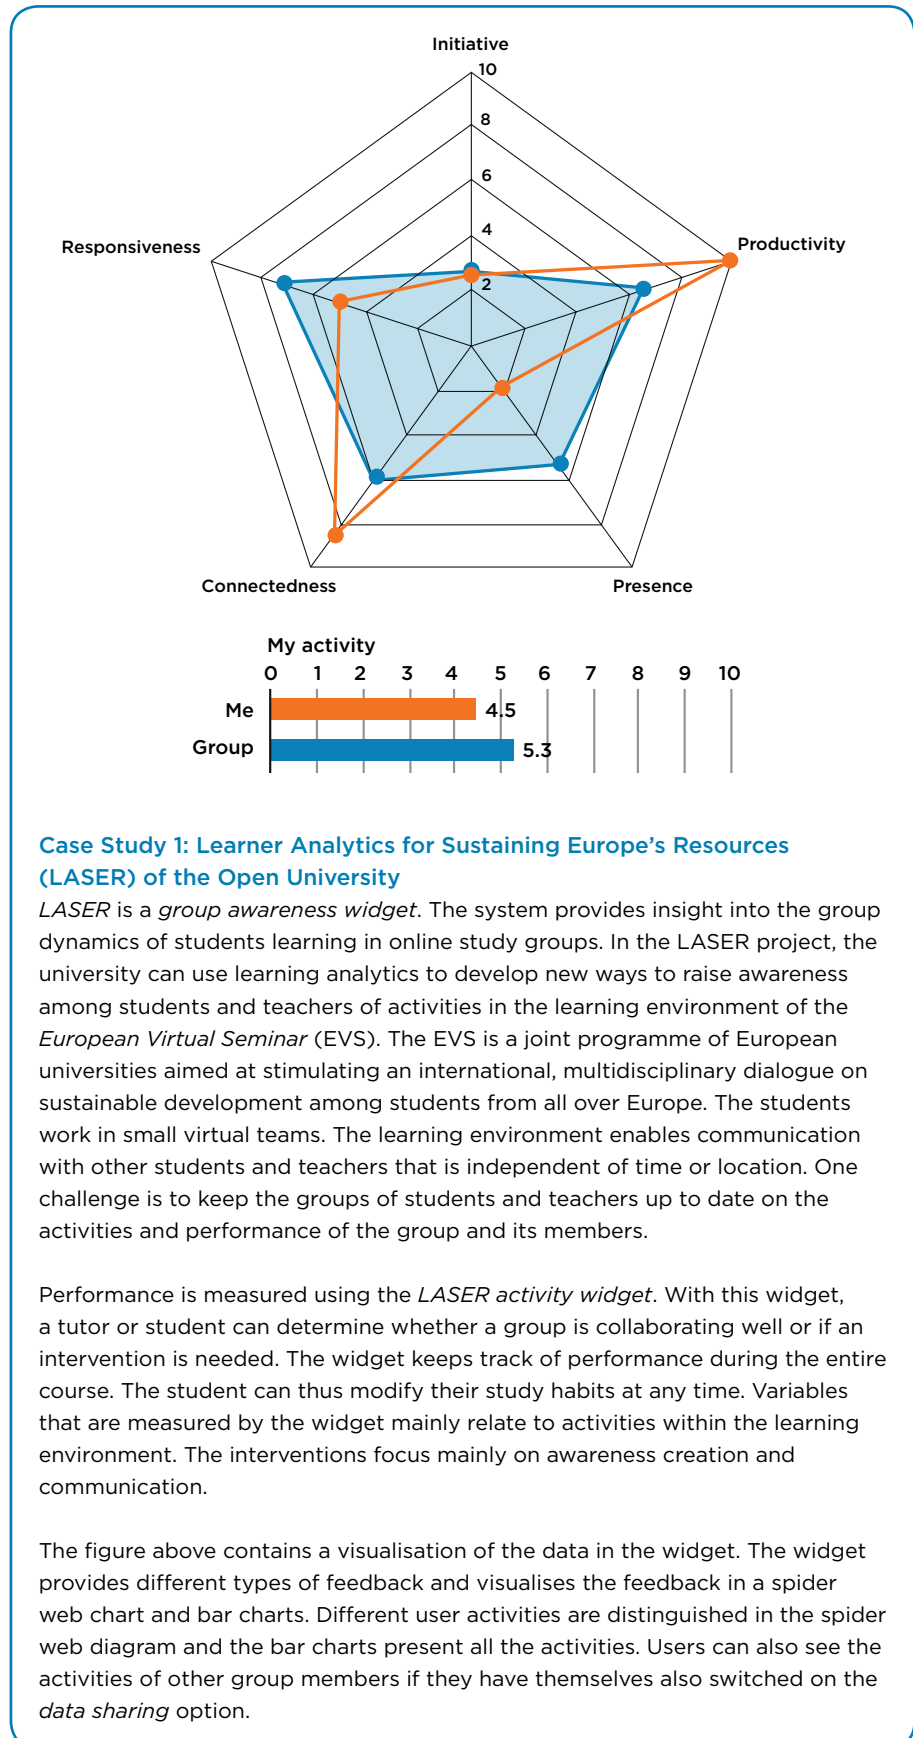 Initiative
10
8
6
4
2
Responsiveness
Productivity
Connectedness
Presence
My activity
0 1 2 3 4 5 6 7 8 9 10
Me 4.5
Group 5.3
Case Study 1: Learner Analytics for Sustaining Europe’s Resources
(LASER) of the Open University
LASER is a group awareness widget. The system provides insight into the group
dynamics of students learning in online study groups. In the LASER project, the
university can use learning analytics to develop new ways to raise awareness
among students and teachers of activities in the learning environment of the
European Virtual Seminar (EVS). The EVS is a joint programme of European
universities aimed at stimulating an international, multidisciplinary dialogue on
sustainable development among students from all over Europe. The students
work in small virtual teams. The learning environment enables communication
with other students and teachers that is independent of time or location. One
challenge is to keep the groups of students and teachers up to date on the
activities and performance of the group and its members.
Performance is measured using the LASER activity widget. With this widget,
a tutor or student can determine whether a group is collaborating well or if an
intervention is needed. The widget keeps track of performance during the entire
course. The student can thus modify their study habits at any time. Variables
that are measured by the widget mainly relate to activities within the learning
environment. The interventions focus mainly on awareness creation and
communication.
The figure above contains a visualisation of the data in the widget. The widget
provides different types of feedback and visualises the feedback in a spider
web chart and bar charts. Different user activities are distinguished in the spider
web diagram and the bar charts present all the activities. Users can also see the
activities of other group members if they have themselves also switched on the
data sharing option.